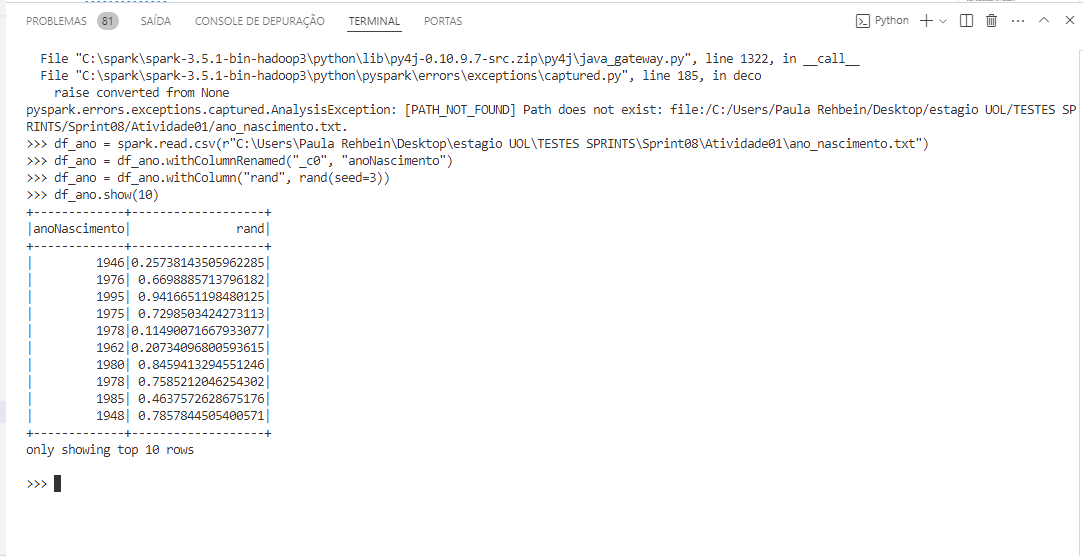 PROBLEMAS 81 SAÍDA CONSOLE DE DEPURAÇÃO TERMINAL PORTAS Python
  File "C:\spark\spark-3.5.1-bin-hadoop3\python\lib\py4j-0.10.9.7-src.zip\py4j\java_gateway.py", line 1322, in __call__
  File "C:\spark\spark-3.5.1-bin-hadoop3\python\pyspark\errors\exceptions\captured.py", line 185, in deco
    raise converted from None
pyspark.errors.exceptions.captured.AnalysisException: [PATH_NOT_FOUND] Path does not exist: file:/C:/Users/Paula Rehbein/Desktop/estagio UOL/TESTES SP
RINTS/Sprint08/Atividade01/ano_nascimento.txt.
>>> df_ano = spark.read.csv(r"C:\Users\Paula Rehbein\Desktop\estagio UOL\TESTES SPRINTS\Sprint08\Atividade01\ano_nascimento.txt")
>>> df_ano = df_ano.withColumnRenamed("_c0", "anoNascimento")
>>> df_ano = df_ano.withColumn("rand", rand(seed=3))
>>> df_ano.show(10)
+-------------+-------------------+
|anoNascimento|               rand|
+-------------+-------------------+
|         1946|0.25738143505962285|
|         1976| 0.6698885713796182|
|         1995| 0.9416651198480125|
|         1975| 0.7298503424273113|
|         1978|0.11490071667933077|
|         1962|0.20734096800593615|
|         1980| 0.8459413294551246|
|         1978| 0.7585212046254302|
|         1985| 0.4637572628675176|
|         1948| 0.7857844505400571|
+-------------+-------------------+
only showing top 10 rows
>>>